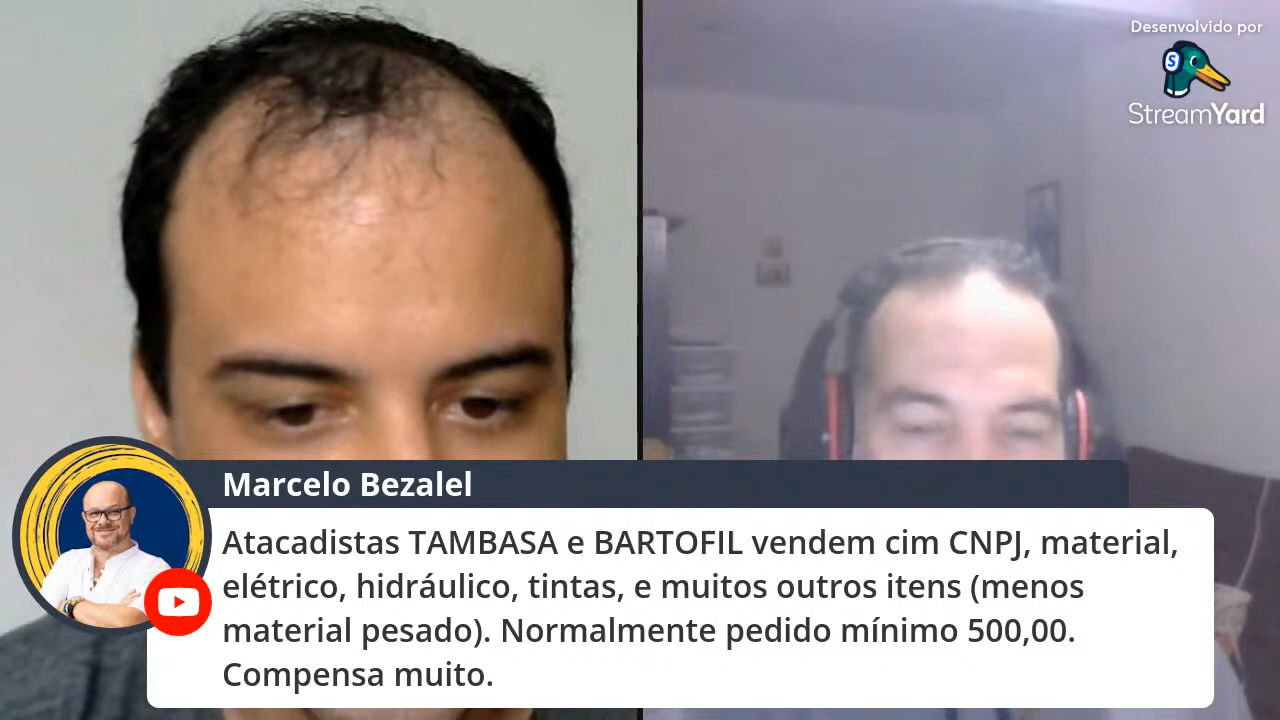 Desenvolvido por
StreamYard
Marcelo Bezalel
Atacadistas TAMBASA e BARTOFIL vendem cim CNPJ, material,
elétrico, hidráulico, tintas, e muitos outros itens (menos
material pesado). Normalmente pedido mínimo 500,00.
Compensa muito.